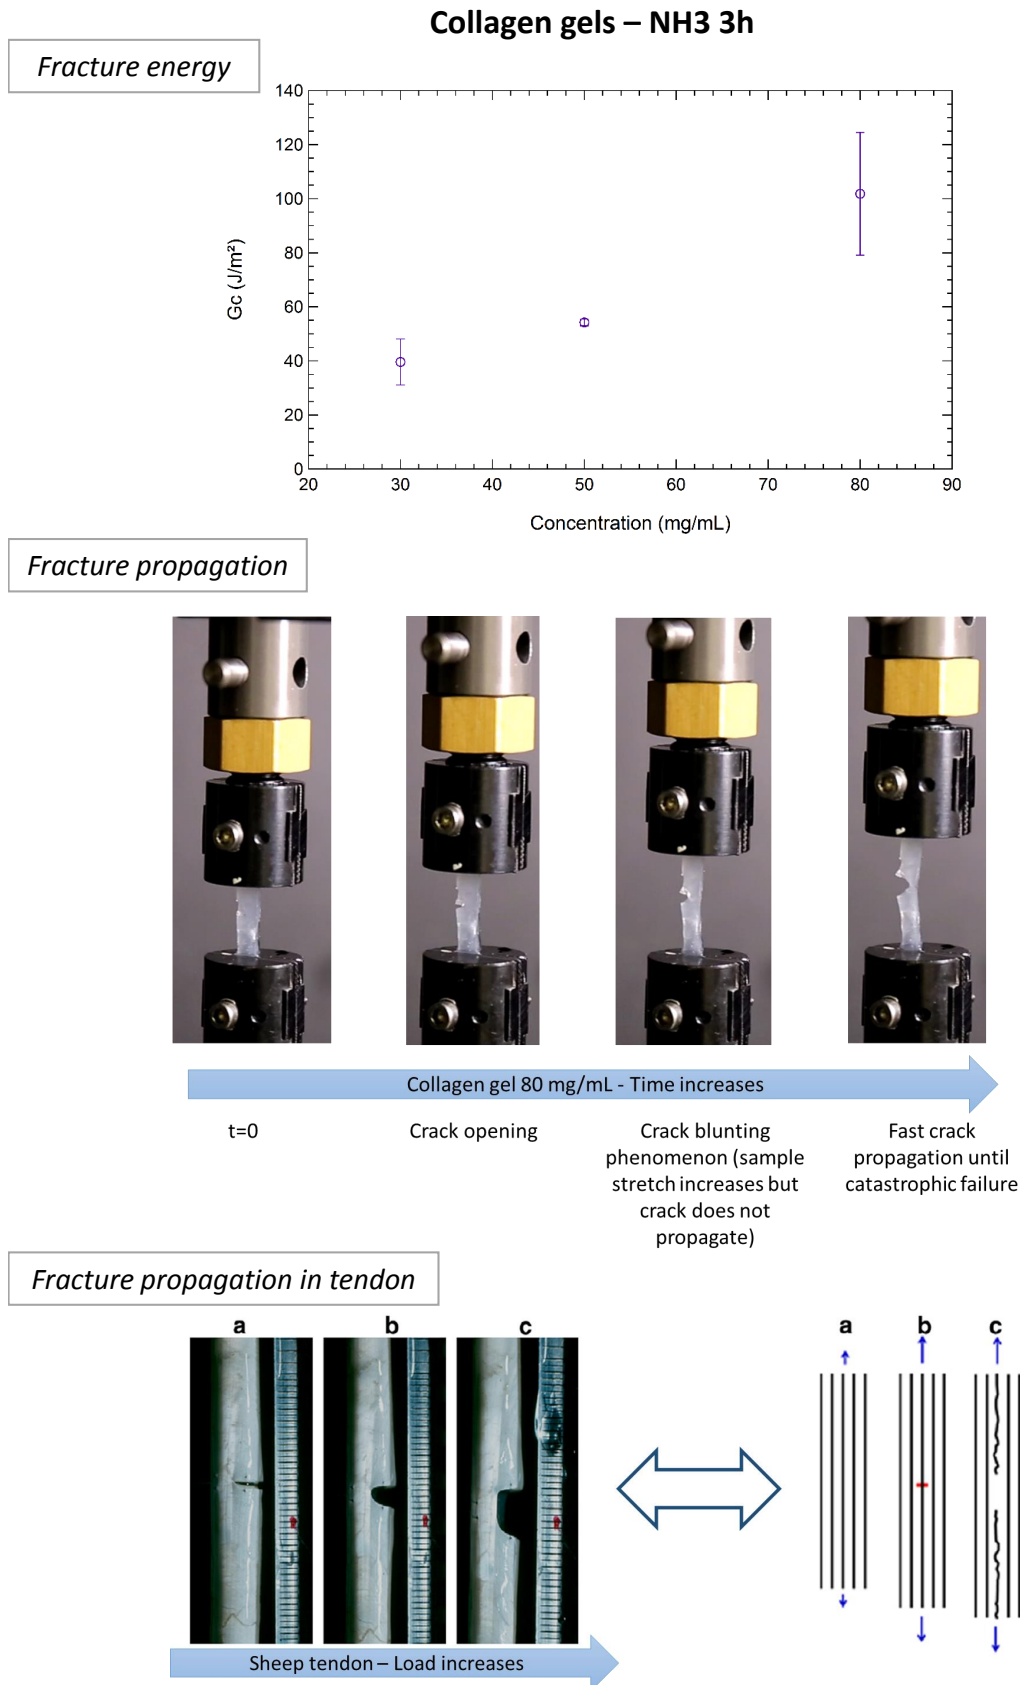 Collagen gels – NH3 3h
Fracture energy
140
120
100
80
60
40
20
0
20
30
40
50
60
70
80
90
Gc (J/m²)
Concentration (mg/mL)
Fracture propagation
Collagen gel 80 mg/mL - Time increases
t=0
Crack opening
Crack blunting
phenomenon (sample
stretch increases but
crack does not
propagate)
Fast crack
propagation until
catastrophic failure
Fracture propagation in tendon
a
b
c
a
b
c
Sheep tendon – Load increases